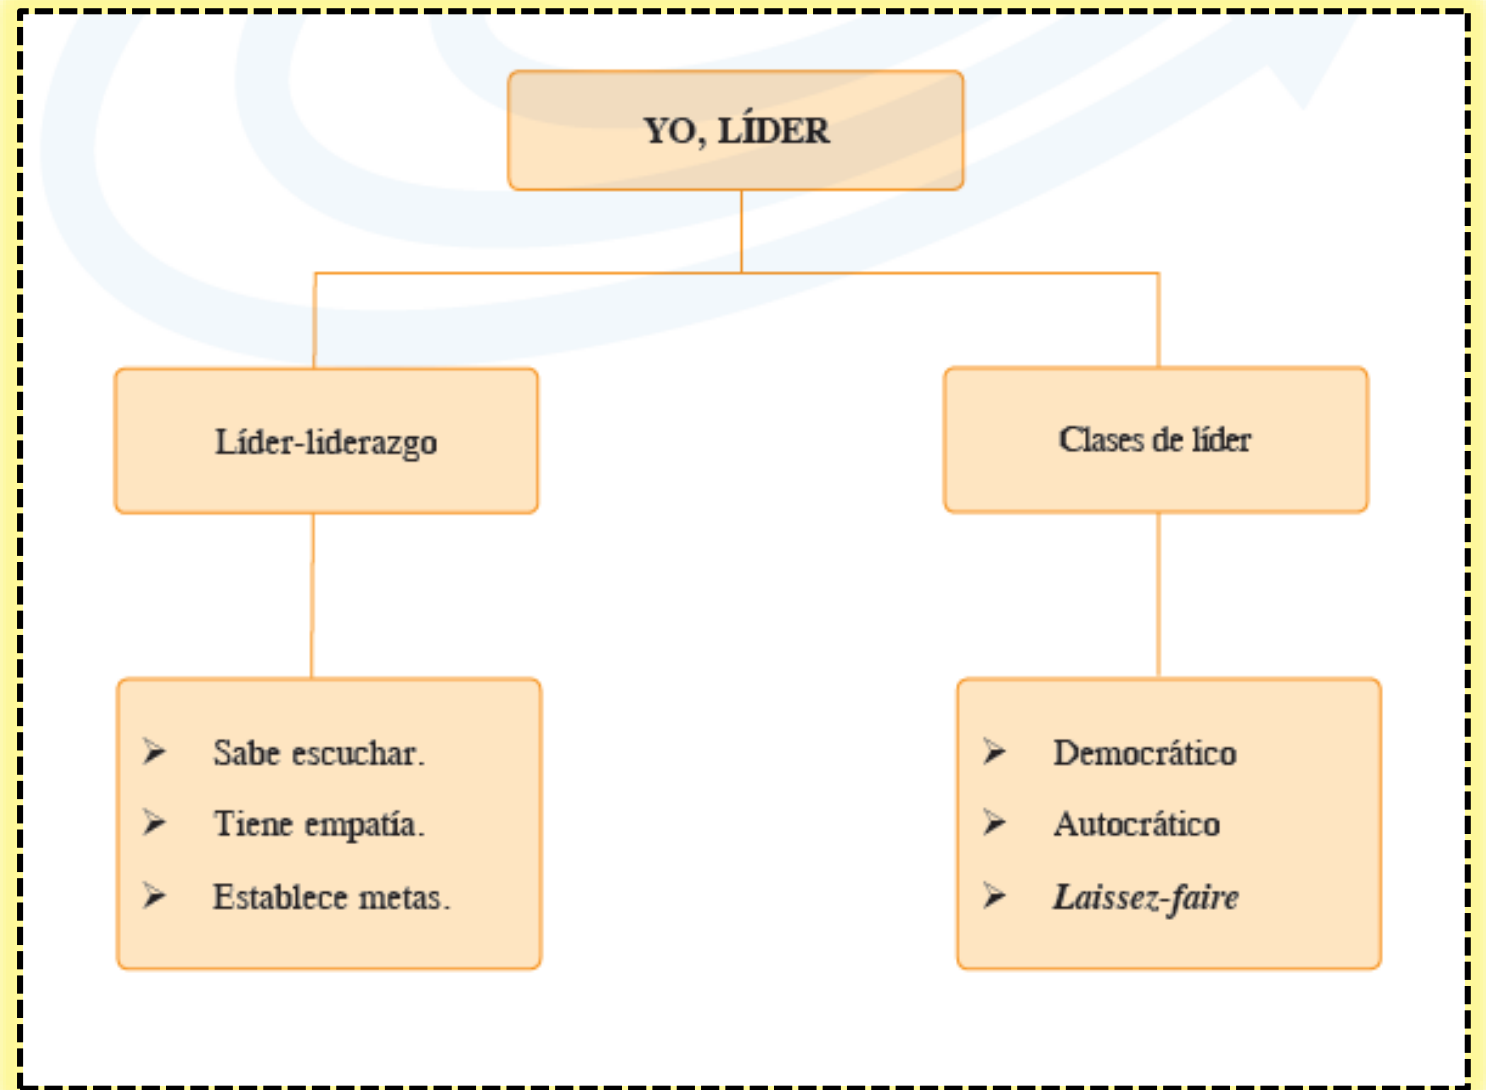 YO, LÍDER
Líder-liderazgo
Clases de líder
➢ Sabe escuchar.
➢ Tiene empatía.
➢ Establece metas.
➢ Democrático
➢ Autocrático
➢ Laissez-faire